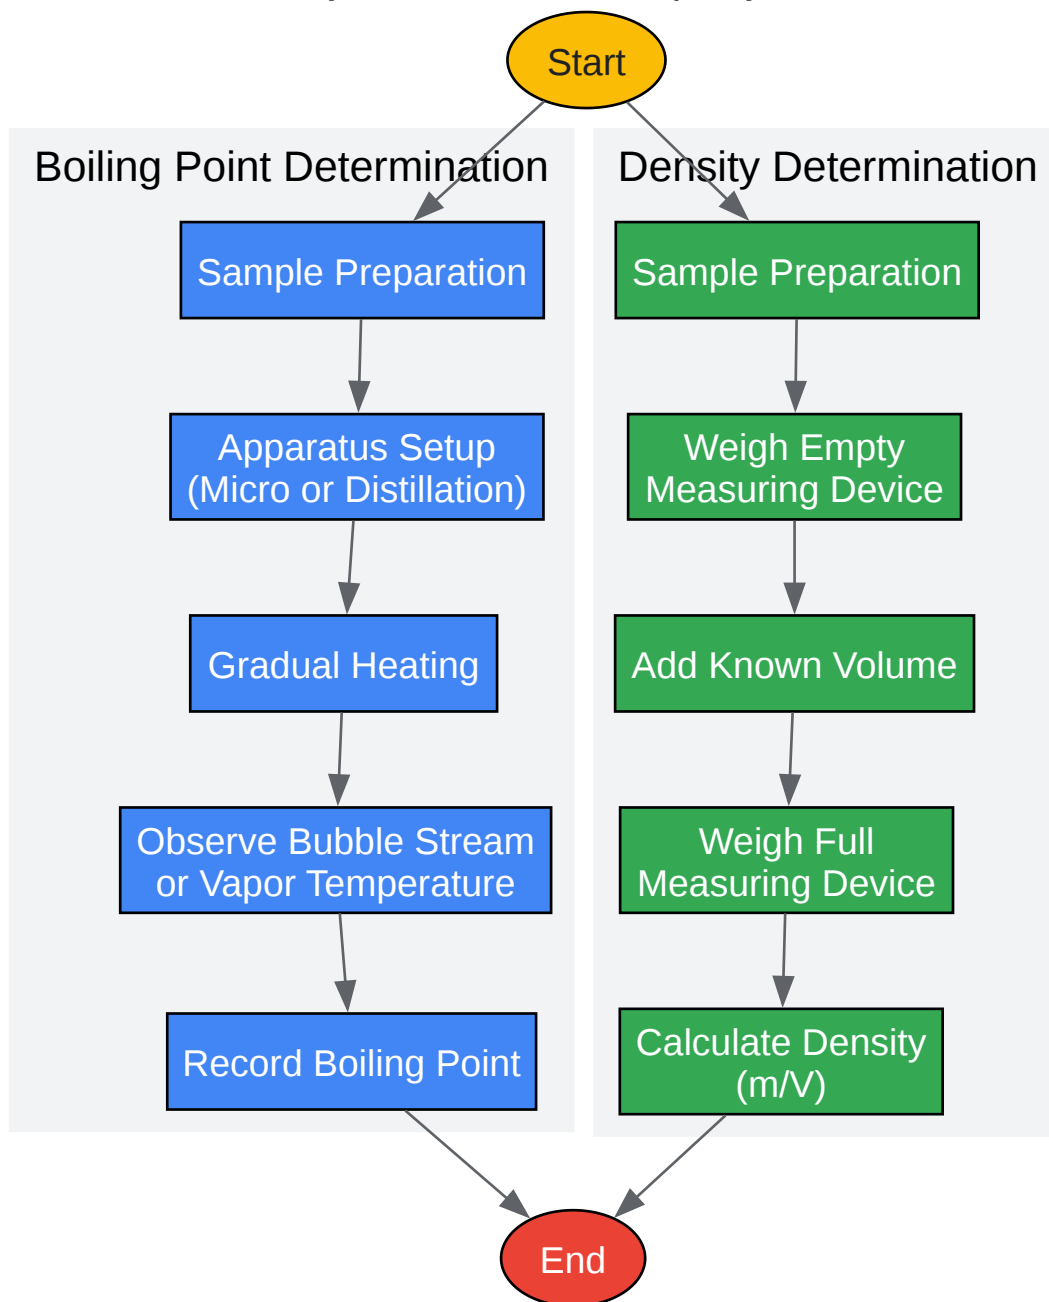 Start
Boiling Point Determination
Sample Preparation
Apparatus Setup
(Micro or Distillation)
Gradual Heating
Observe Bubble Stream
or Vapor Temperature
Record Boiling Point
Density Determination
Sample Preparation
Weigh Empty
Measuring Device
Add Known Volume
Weigh Full
Measuring Device
Calculate Density
(m/V)
End